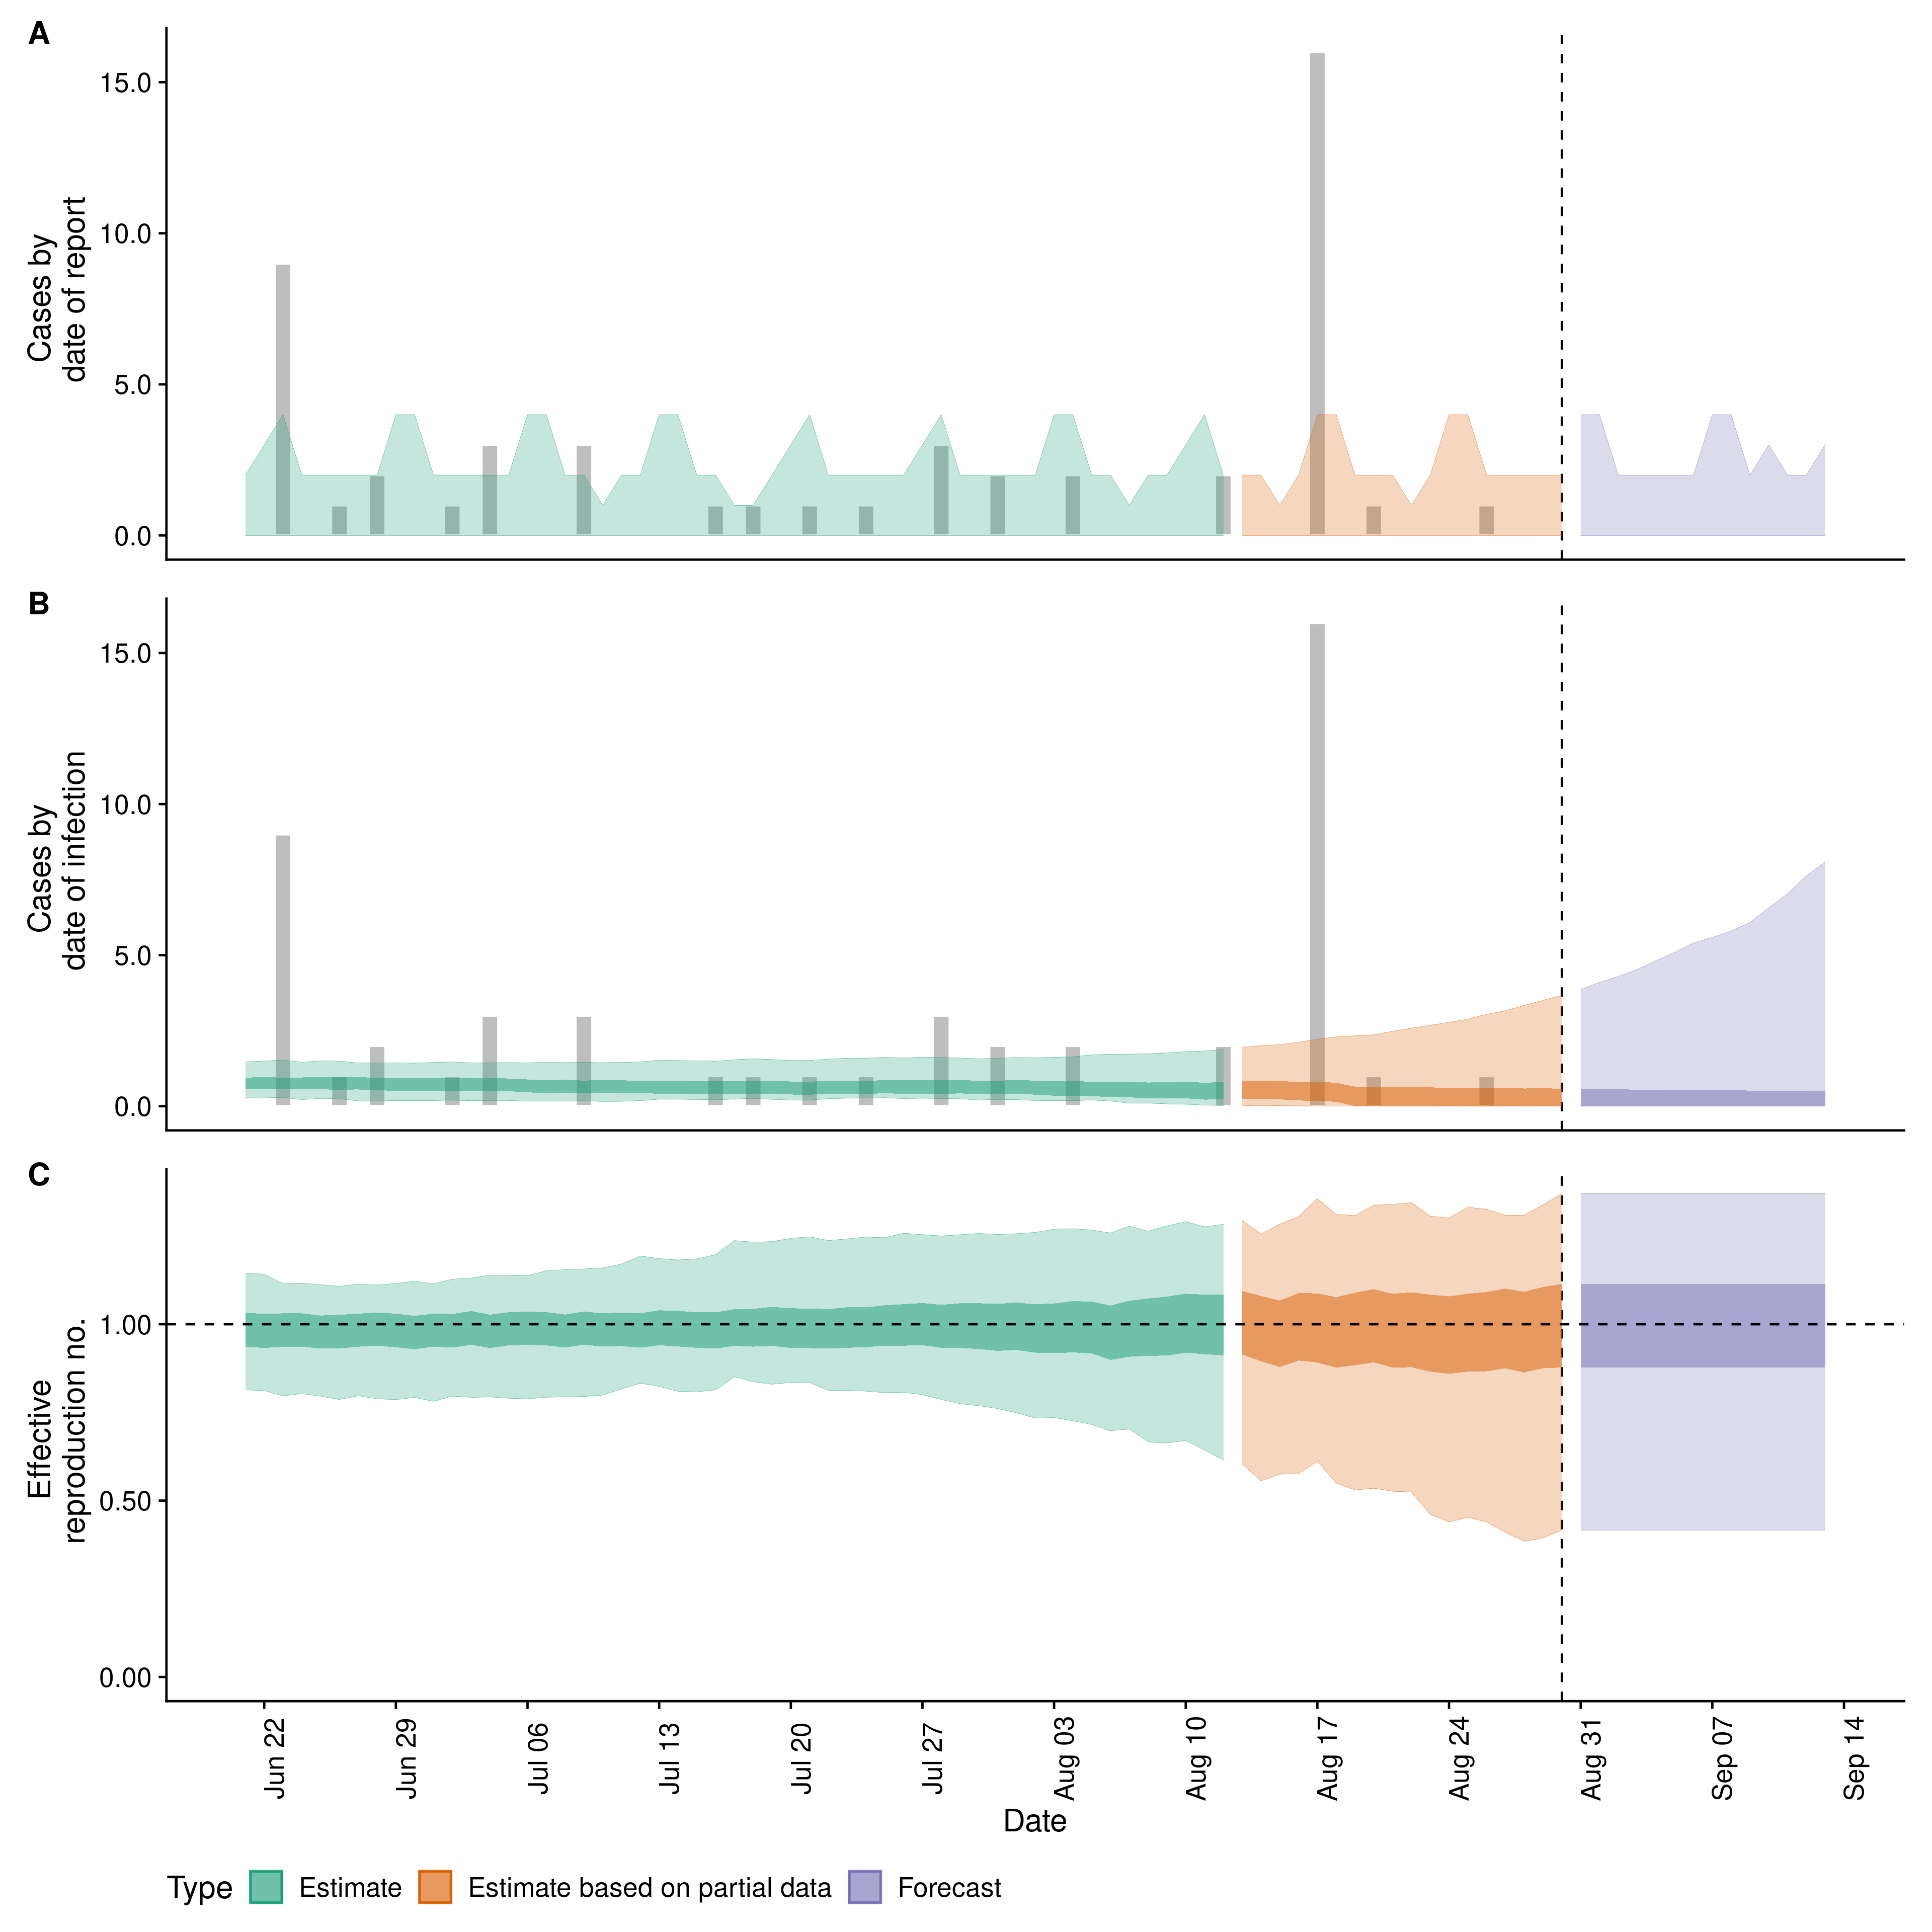 A
15.0
10.0
5.0
0.0
Cases by
date of report
B
15.0
10.0
5.0
0.0
Cases by
date of infection
C
1.00
0.50
0.00
Effective
reproduction no.
Jun 22
Jun 29
Jul 06
Jul 13
Jul 20
Jul 27
Aug 03
Aug 10
Aug 17
Aug 24
Aug 31
Sep 07
Sep 14
Date
Type Estimate Estimate based on partial data Forecast